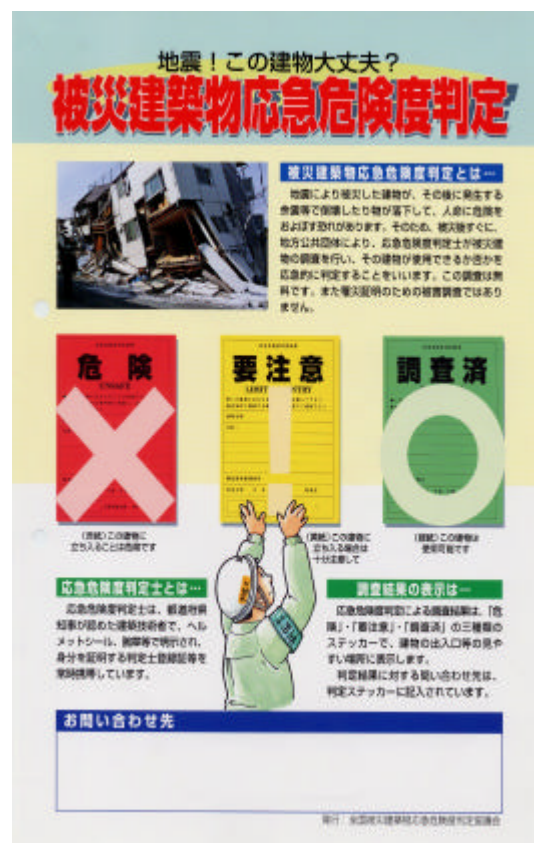 地震！この建物大丈夫？
被災建築物応急危険度判定
被災建築物応急危険度判定とは…
地震により被災した建物が、その後に発生する
余震等で倒壊したり物が落下して、人命に危険を
およぼす恐れがあります。そのため、被災後すぐに、
地方公共団体により、応急危険度判定士が被災建
物の調査を行い、その建物が使用できるか否かを
応急的に判定することをいいます。この調査は無
料です。また罹災証明のための被害調査ではあり
ません。
危険
UNSAFE
要注意
LIMITED ENTRY
調査済
(赤紙)この建物に
立ち入ることは危険です
(黄紙)この建物に
立ち入る場合は
十分注意して
(緑紙)この建物は
使用可能です
応急危険度判定士とは…
応急危険度判定士は、都道府県
知事が認めた建築技術者で、ヘル
メットシール、腕章等で明示され、
身分を証明する判定士登録証等を
常時携帯しています。
調査結果の表示は…
応急危険度判定による調査結果は、「危
険」・「要注意」・「調査済」の三種類の
ステッカーで、建物の出入口等の見や
すい場所に表示します。
判定結果に対する問い合わせ先は、
判定ステッカーに記入されています。
お問い合わせ先
発行 全国被災建築物応急危険度判定協議会